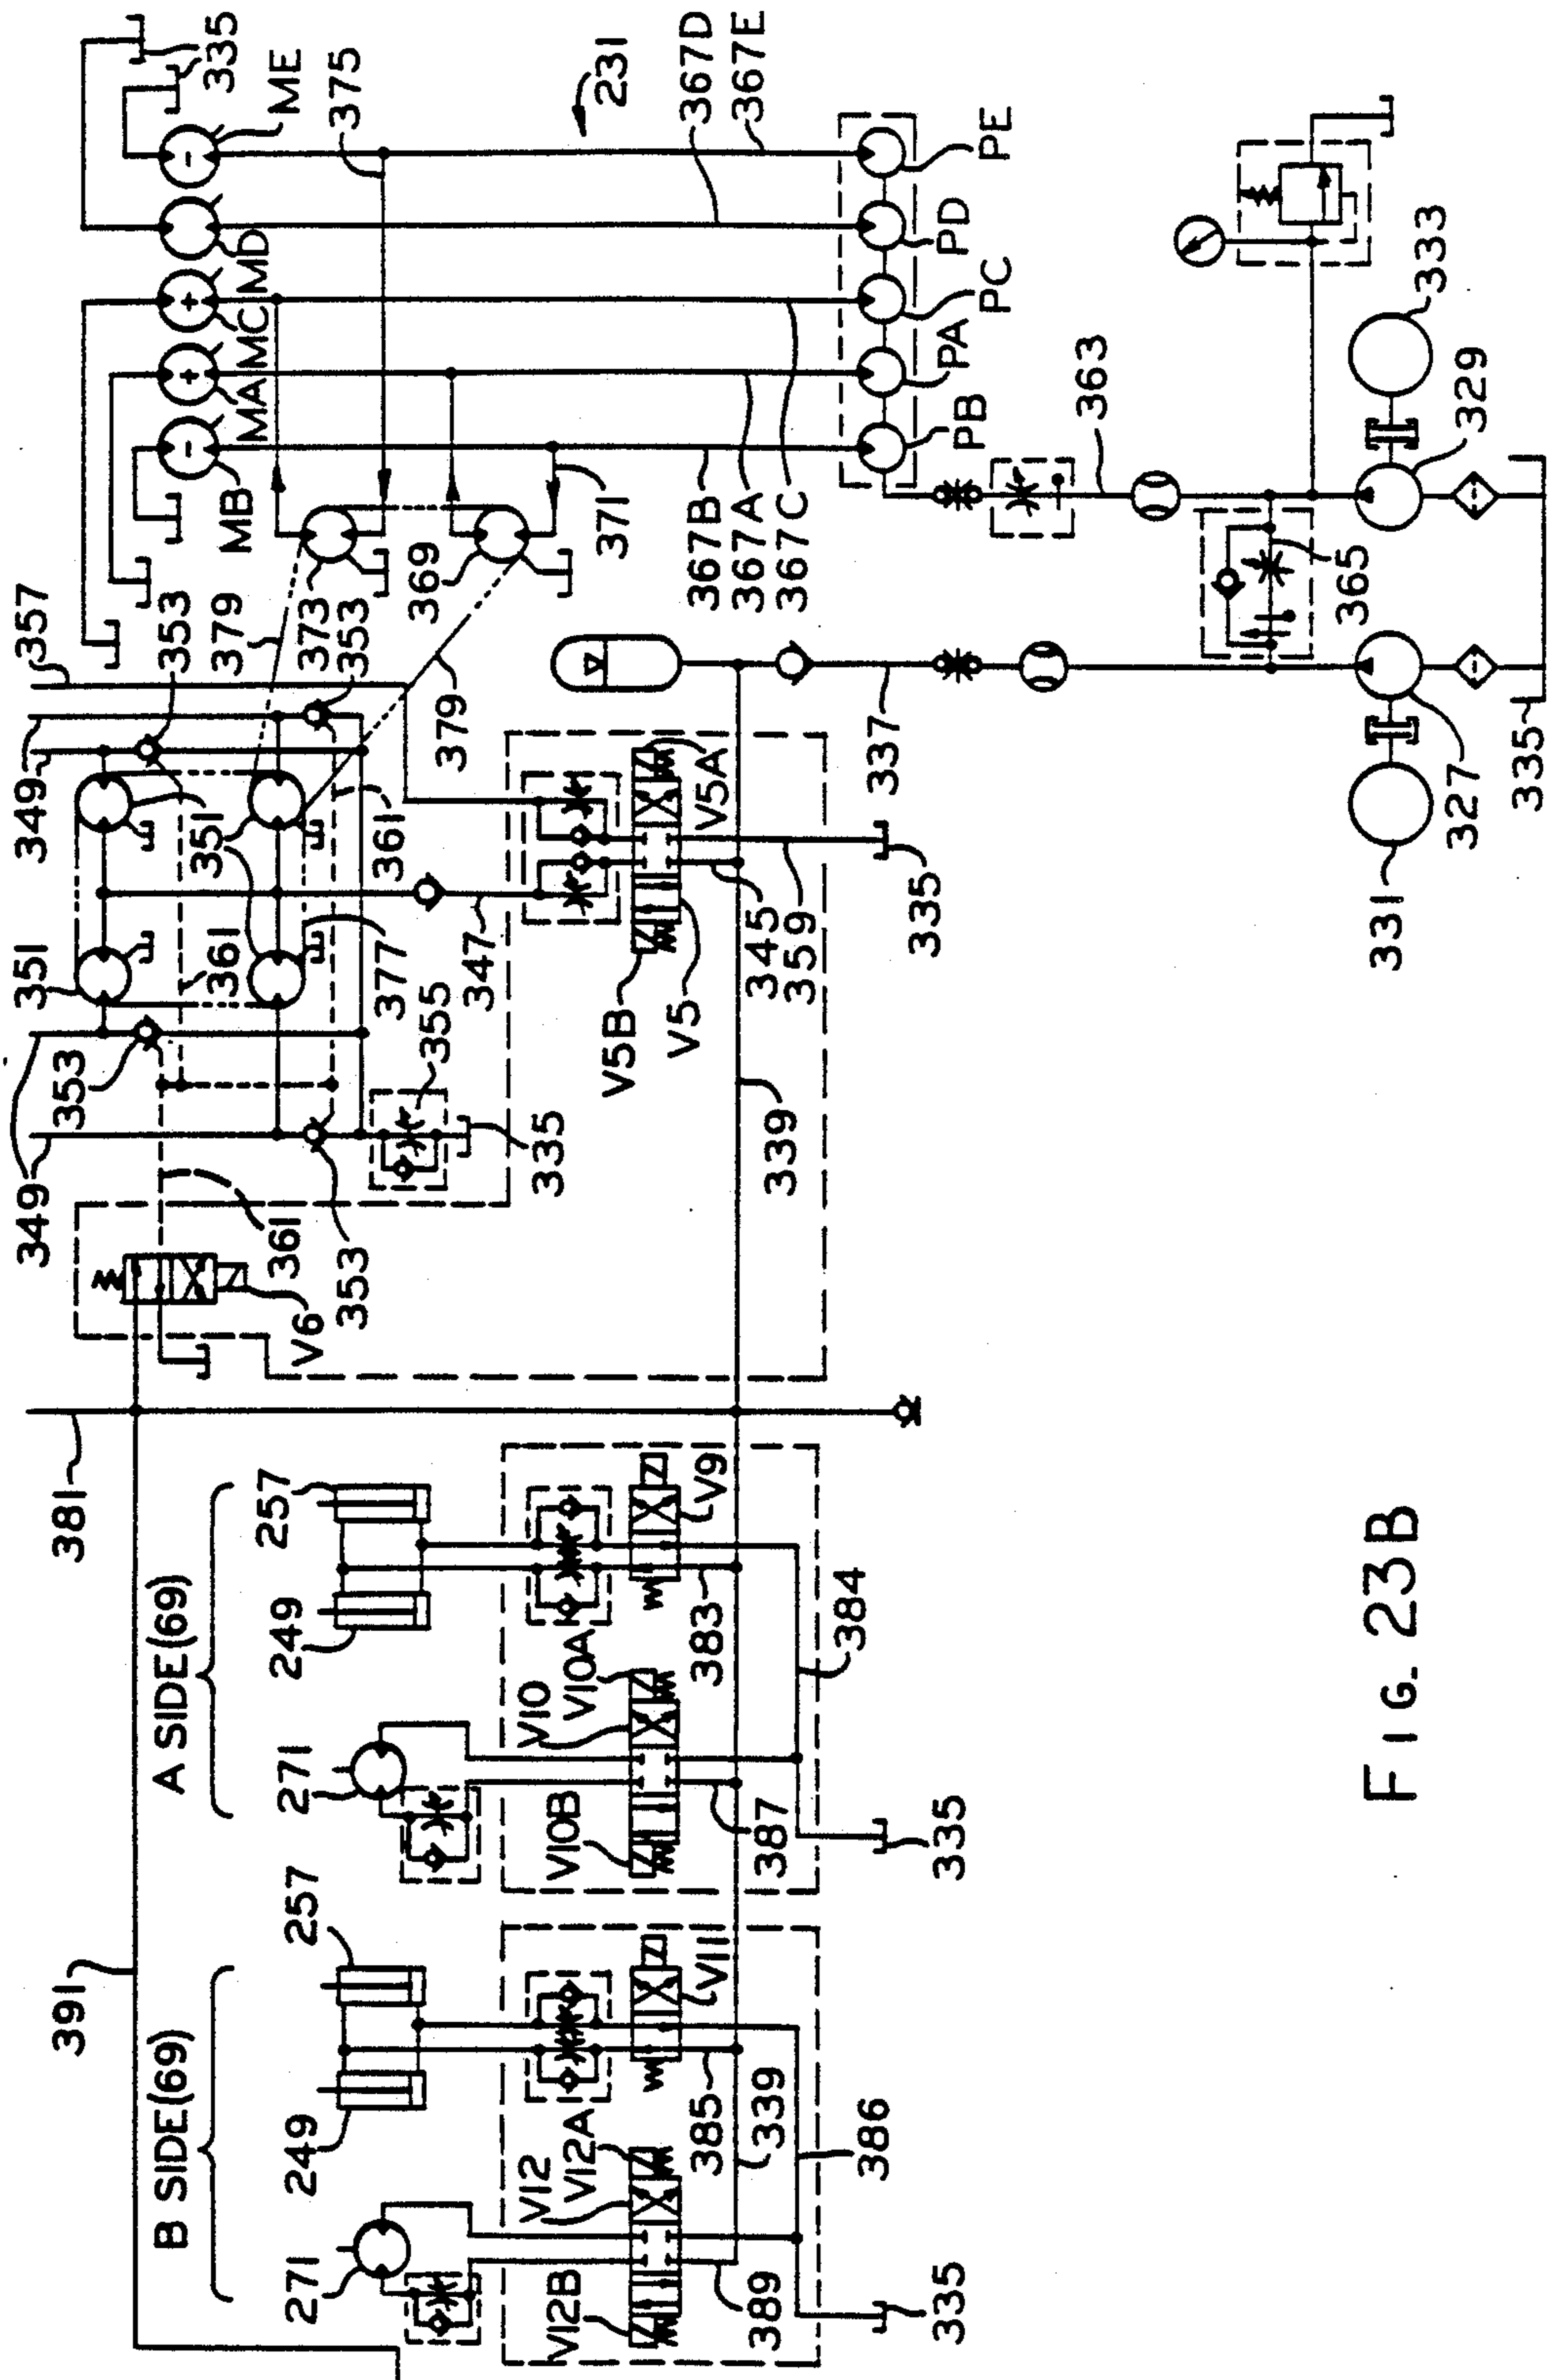 349
351
349
357
391
381
353
B SIDE(69)
A SIDE(69)
353
361
351
379
MB
335
MA
MC
MD
ME
249
257
249
257
361
373
375
271
271
V6
353
377
361
353
369
355
347
379
V12
V10
335
371
231
V12B
V12A
V10B
V10A
V5B
V5
V5A
367B
367D
385
V11
383
V9
367A
367E
389
339
387
339
345
367C
359
386
384
337
PB
PA
PC
PD
PE
335
335
335
363
365
FIG. 23B
331
327
329
333
335